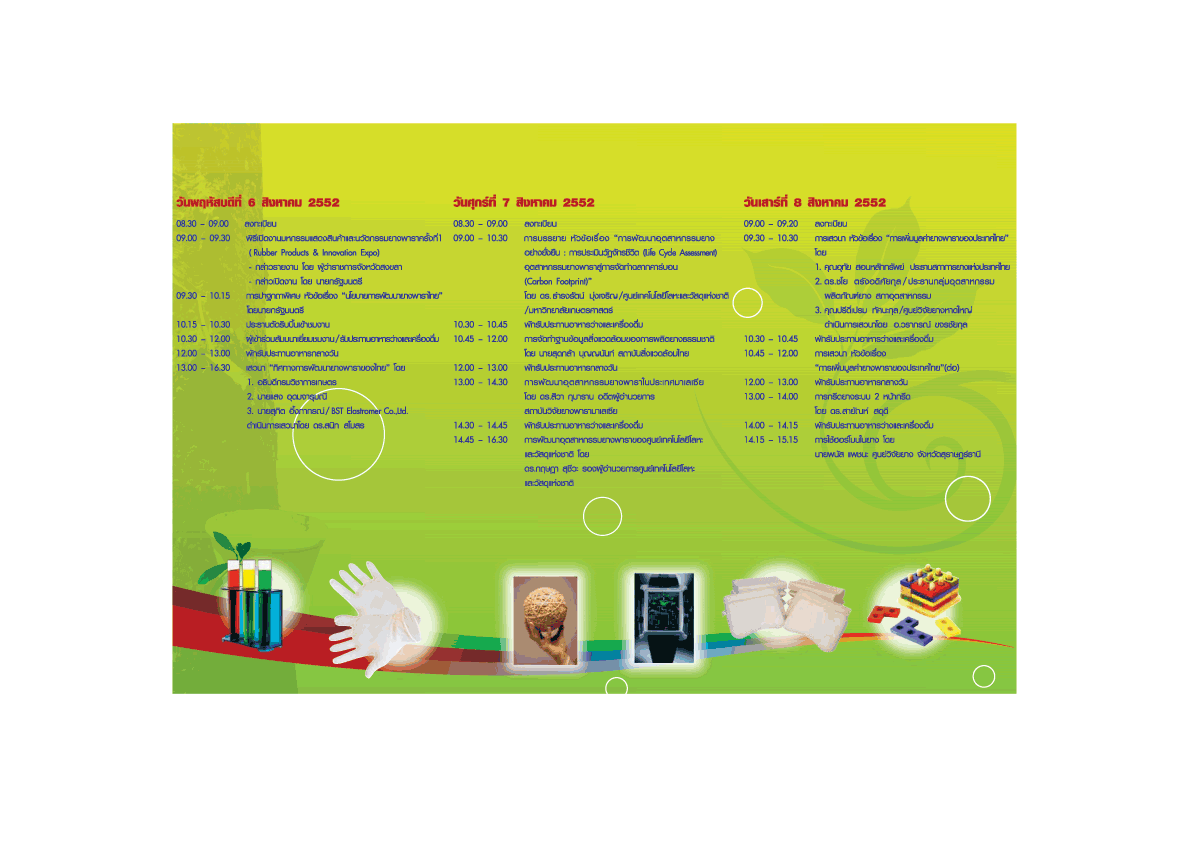 วันพฤหัสบดีที่ 6 สิงหาคม 2552
08.30 – 09.00 ลงทะเบียน
09.00 – 09.30 พิธีเปิดงานมหกรรมแสดงสินค้าและนวัตกรรมยางพาราครั้งที่1
( Rubber Products & Innovation Expo)
- กล่าวรายงาน โดย ผู้ว่าราชการจังหวัดสงขลา
- กล่าวเปิดงาน โดย นายกรัฐมนตรี
09.30 – 10.15 การปาฐกถาพิเศษ หัวข้อเรื่อง “นโยบายการพัฒนายางพาราไทย”
โดยนายกรัฐมนตรี
10.15 – 10.30 ประธานตัดริบบิ้นเข้าชมงาน
10.30 – 12.00 ผู้เข้าร่วมสัมมนาเยี่ยมชมงาน/รับประทานอาหารว่างและเครื่องดื่ม
12.00 – 13.00 พักรับประทานอาหารกลางวัน
13.00 – 16.30 เสวนา “ทิศทางการพัฒนายางพาราของไทย” โดย
1. อธิบดีกรมวิชาการเกษตร
2. นายเสง อุดมจารุมณี
3. นายสุทิต อึ้งภากรณ์/ BST Elastromer Co.,Ltd.
ดำเนินการเสวนาโดย ดร.สนิท สโมสร
วันศุกร์ที่ 7 สิงหาคม 2552
08.30 – 09.00 ลงทะเบียน
09.00 – 10.30 การบรรยาย หัวข้อเรื่อง “การพัฒนาอุตสาหกรรมยาง
อย่างยั่งยืน : การประเมินวัฏจักรชีวิต (Life Cycle Assessment)
อุตสาหกรรมยางพาราสู่การจัดทำฉลากคาร์บอน
(Carbon Footprint)”
โดย ดร.ธำรงรัตน์ มุ่งเจริญ/ศูนย์เทคโนโลยีโลหะและวัสดุแห่งชาติ
/มหาวิทยาลัยเกษตรศาสตร์
10.30 – 10.45 พักรับประทานอาหารว่างและเครื่องดื่ม
10.45 – 12.00 การจัดทำฐานข้อมูลสิ่งแวดล้อมของการผลิตยางธรรมชาติ
โดย นายสุดกล้า บุญญนันท์ สถาบันสิ่งแวดล้อมไทย
12.00 – 13.00 พักรับประทานอาหารกลางวัน
13.00 – 14.30 การพัฒนาอุตสาหกรรมยางพาราในประเทศมาเลเซีย
โดย ดร.สิวา กุมาราน อดีตผู้อำนวยการ
สถาบันวิจัยยางพารามาเลเซีย
14.30 – 14.45 พักรับประทานอาหารว่างและเครื่องดื่ม
14.45 – 16.30 การพัฒนาอุตสาหกรรมยางพาราของศูนย์เทคโนโลยีโลหะ
และวัสดุแห่งชาติ โดย
ดร.กฤษฎา สุชีวะ รองผู้อำนวยการศูนย์เทคโนโลยีโลหะ
และวัสดุแห่งชาติ
วันเสาร์ที่ 8 สิงหาคม 2552
09.00 – 09.20 ลงทะเบียน
09.30 – 10.30 การเสวนา หัวข้อเรื่อง “การเพิ่มมูลค่ายางพาราของประเทศไทย”
โดย
1. คุณอุทัย สอนหลักทรัพย์ ประธานสภาการยางแห่งประเทศไทย
2. ดร.ชโย ตรังอดิศัยกุล/ประธานกลุ่มอุตสาหกรรม
ผลิตภัณฑ์ยาง สภาอุตสาหกรรม
3. คุณปรีดิ์เปรม ทัศนะกุล/ศูนย์วิจัยยางหาดใหญ่
ดำเนินการเสวนาโดย อ.วราภรณ์ ขจรชัยกุล
10.30 – 10.45 พักรับประทานอาหารว่างและเครื่องดื่ม
10.45 – 12.00 การเสวนา หัวข้อเรื่อง
“การเพิ่มมูลค่ายางพาราของประเทศไทย”(ต่อ)
12.00 – 13.00 พักรับประทานอาหารกลางวัน
13.00 – 14.00 การกรีดยางระบบ 2 หน้ากรีด
โดย ดร.สายัณห์ สดุดี
14.00 – 14.15 พักรับประทานอาหารว่างและเครื่องดื่ม
14.15 – 15.15 การใช้ฮอร์โมนในยาง โดย
นายพนัส แพชนะ ศูนย์วิจัยยาง จังหวัดสุราษฎร์ธานี